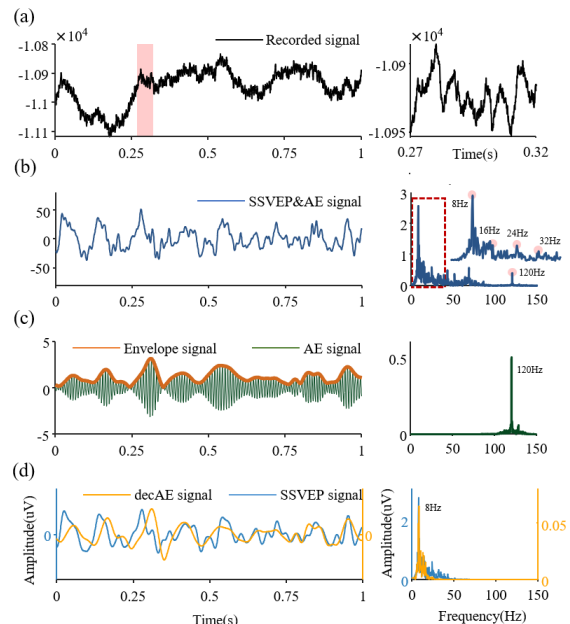 (a)
×10⁴
Recorded signal
×10⁴
-1.08
-1.09
-1.1
-1.11
-1.09
-1.095
0 0.25 0.5 0.75 1
0.27 Time(s) 0.32
(b)
SSVEP&AE signal
50
0
-50
0 0.25 0.5 0.75 1
3
2
1
0
8Hz
16Hz
24Hz
32Hz
120Hz
0 50 100 150
(c)
Envelope signal
AE signal
5
0
-5
0 0.25 0.5 0.75 1
0.5
0
120Hz
0 50 100 150
(d)
decAE signal
SSVEP signal
Amplitude(uV)
0
0
0 0.25 0.5 0.75 1
Time(s)
Amplitude(uV)
2
0
8Hz
0.05
0
0 50 100 150
Frequency(Hz)